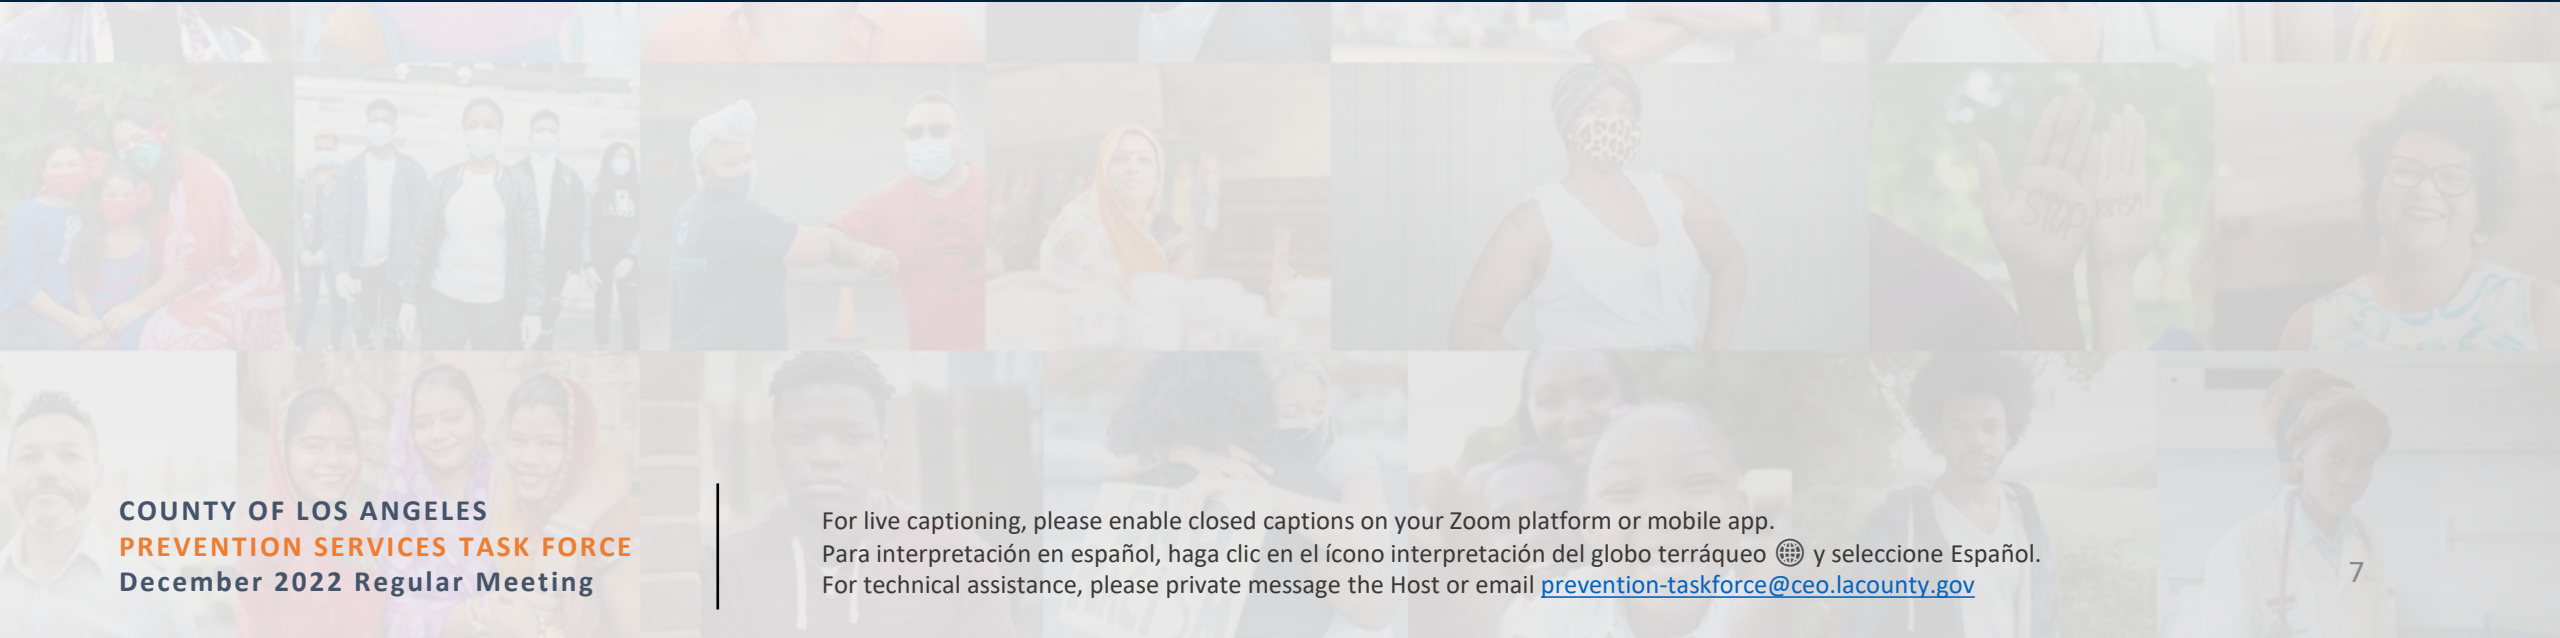 STOP racism
COUNTY OF LOS ANGELES
PREVENTION SERVICES TASK FORCE
December 2022 Regular Meeting
For live captioning, please enable closed captions on your Zoom platform or mobile app.
Para interpretación en español, haga clic en el ícono interpretación del globo terráqueo y seleccione Español.
For technical assistance, please private message the Host or email prevention-taskforce@ceo.lacounty.gov
7